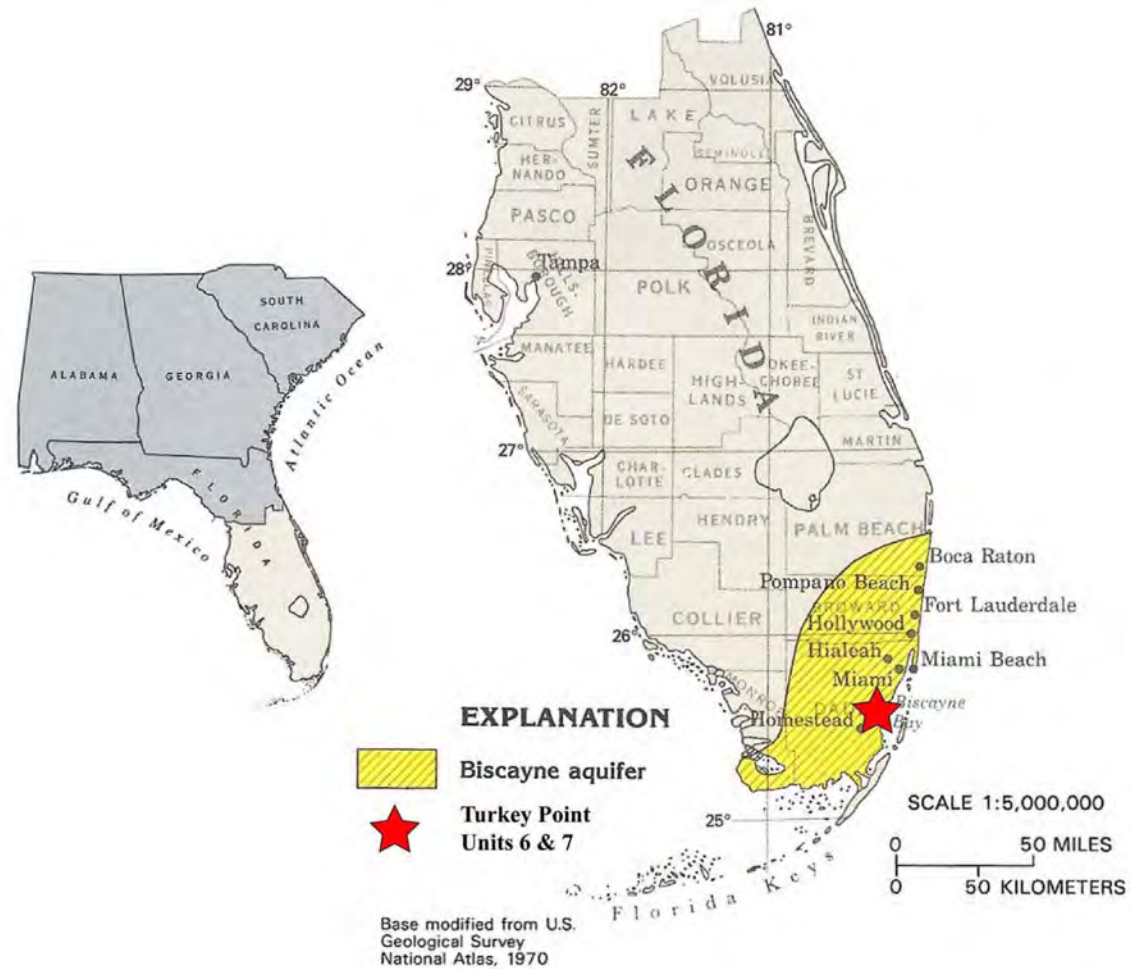 81°
VOLUSIA
29°
82°
CITRUS
SUMTER
LAKE
SEMINOLE
HER-
NANDO
ORANGE
PASCO
FLORIDA
OSCEOLA
BREVARD
28°
PINELLAS
HILLS-
BOROUGH
Tampa
POLK
INDIAN
RIVER
MANATEE
HARDEE
HIGH-
LANDS
OKEE-
CHOBEE
ST
LUCIE
SARASOTA
DE SOTO
MARTIN
27°
CHAR-
LOTTE
GLADES
HENDRY
PALM BEACH
LEE
Boca Raton
Pompano Beach
BROWARD
Fort Lauderdale
COLLIER
Hollywood
26°
Hialeah
Miami Beach
Miami
MONROE
DADE
Biscayne
Bay
Homestead
25°
Florida Keys
SOUTH
CAROLINA
ALABAMA
GEORGIA
Atlantic Ocean
FLORIDA
Gulf of Mexico
EXPLANATION
Biscayne aquifer
Turkey Point
Units 6 & 7
SCALE 1:5,000,000
0 50 MILES
0 50 KILOMETERS
Base modified from U.S.
Geological Survey
National Atlas, 1970